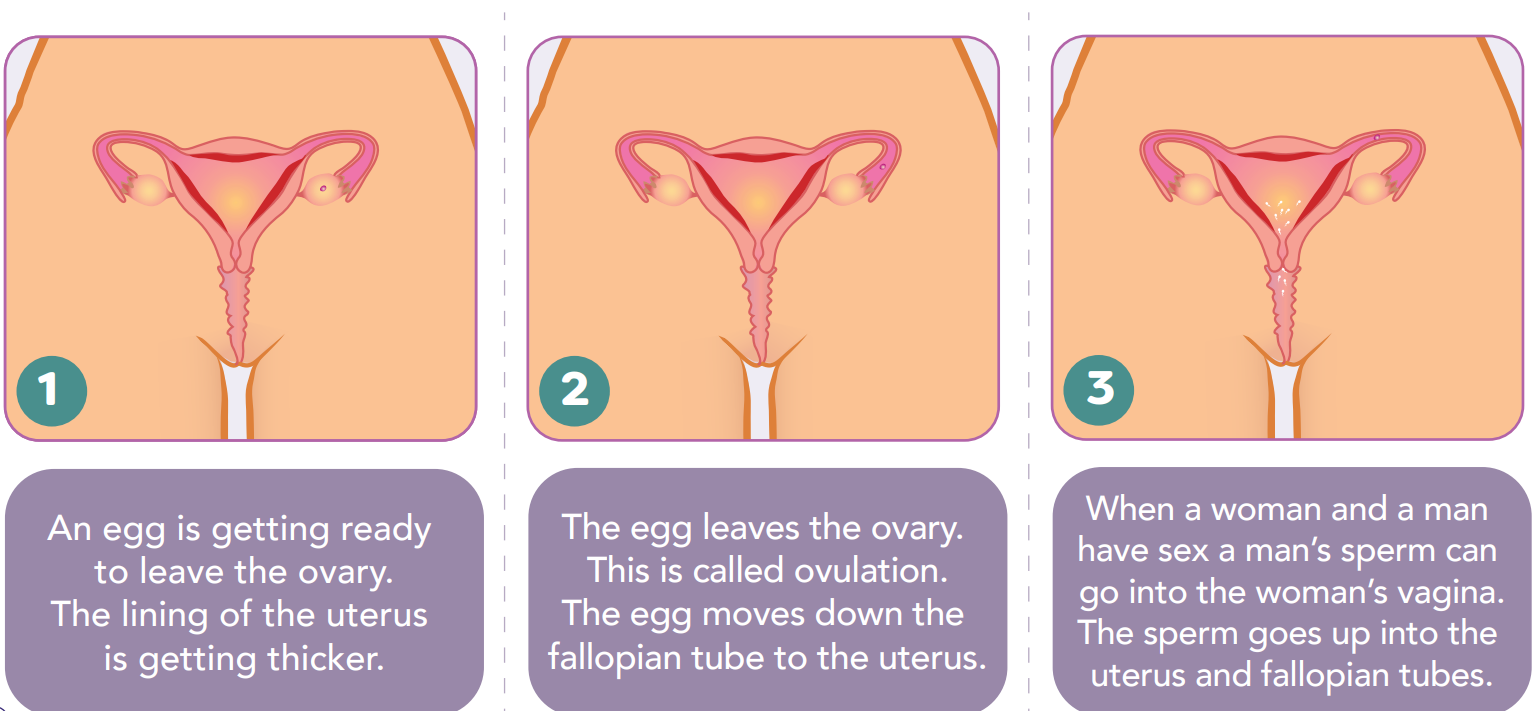 1
An egg is getting ready
to leave the ovary.
The lining of the uterus
is getting thicker.
2
The egg leaves the ovary.
This is called ovulation.
The egg moves down the
fallopian tube to the uterus.
3
When a woman and a man
have sex a man’s sperm can
go into the woman’s vagina.
The sperm goes up into the
uterus and fallopian tubes.